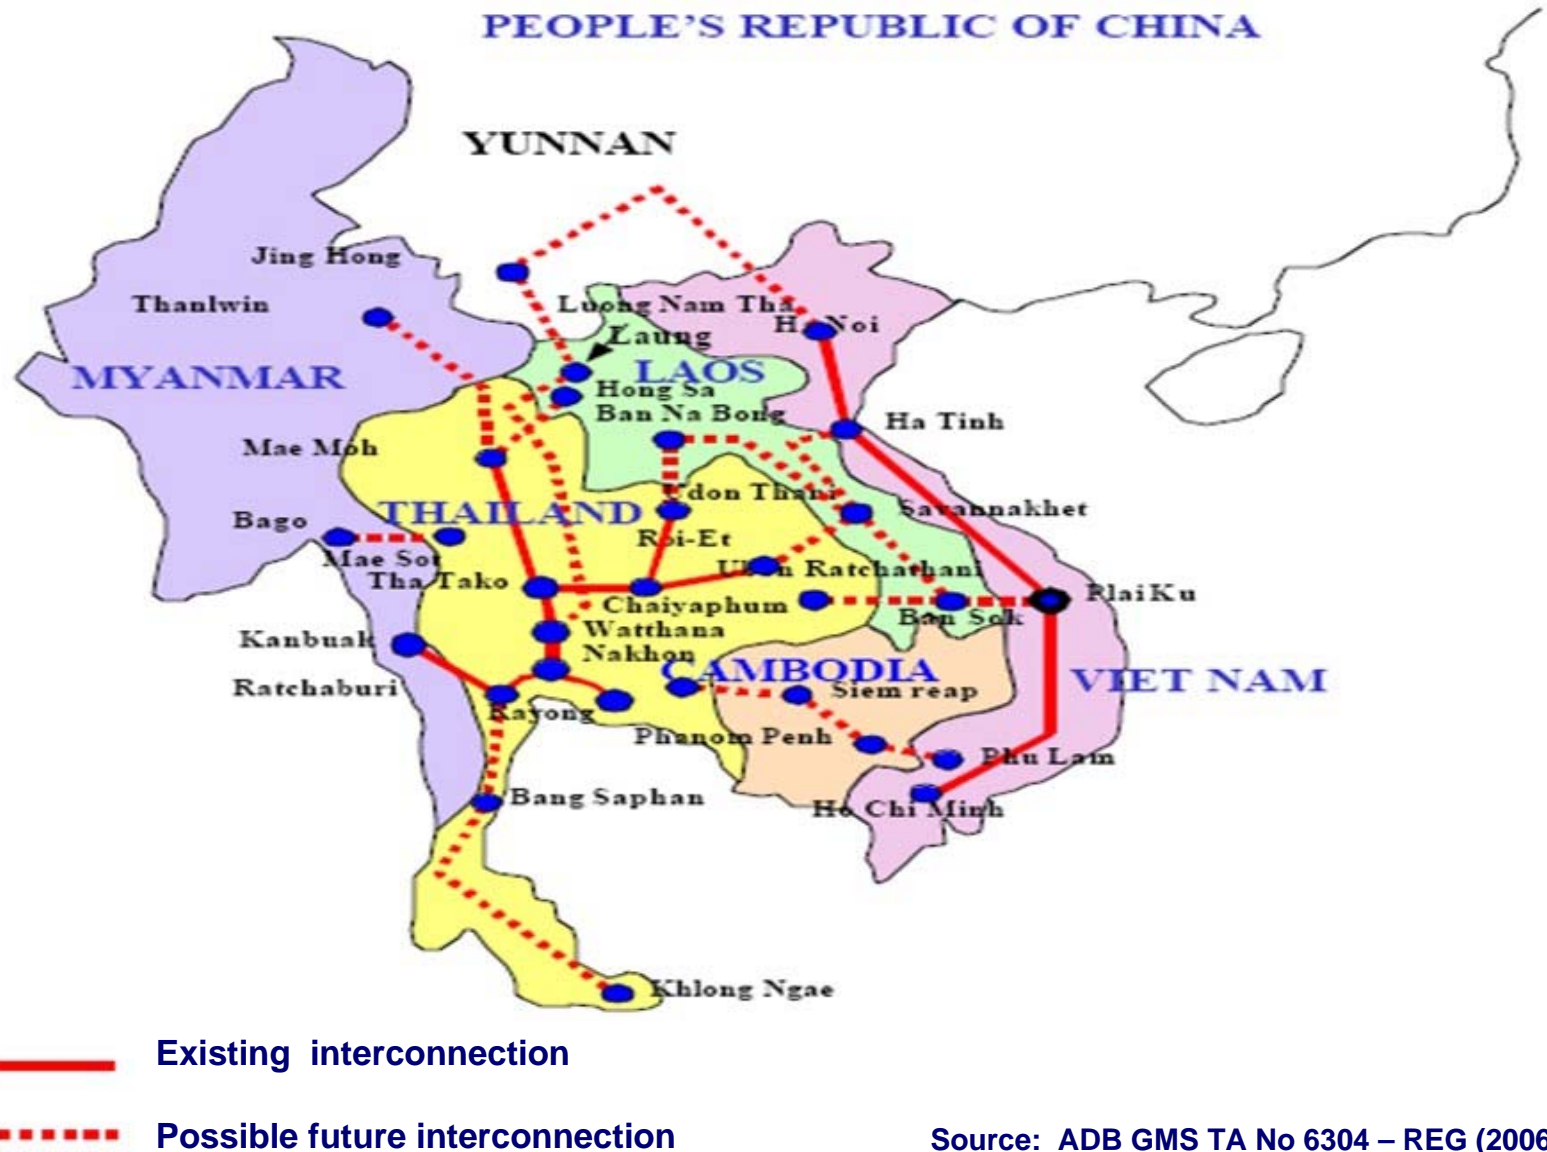 PEOPLE'S REPUBLIC OF CHINA
YUNNAN
Jing Hong
Thanlwin
Luong Nam Tha
Ha Noi
Laung
MYANMAR
LAOS
Hong Sa
Ban Na Bong
Ha Tinh
Mae Moh
Udon Thani
THAILAND
Savannakhet
Bago
Roi-Et
Mae Sot
Ubon Ratchathani
Tha Tako
Chaiyaphum
PlaiKu
Ban Sok
Watthana
Kanbuak
Nakhon
CAMBODIA
VIET NAM
Ratchaburi
Siem reap
Rayong
Phanom Penh
Phu Lam
Bang Saphan
Ho Chi Minh
Khlong Ngae
Existing interconnection
Possible future interconnection
Source: ADB GMS TA No 6304 – REG (2006